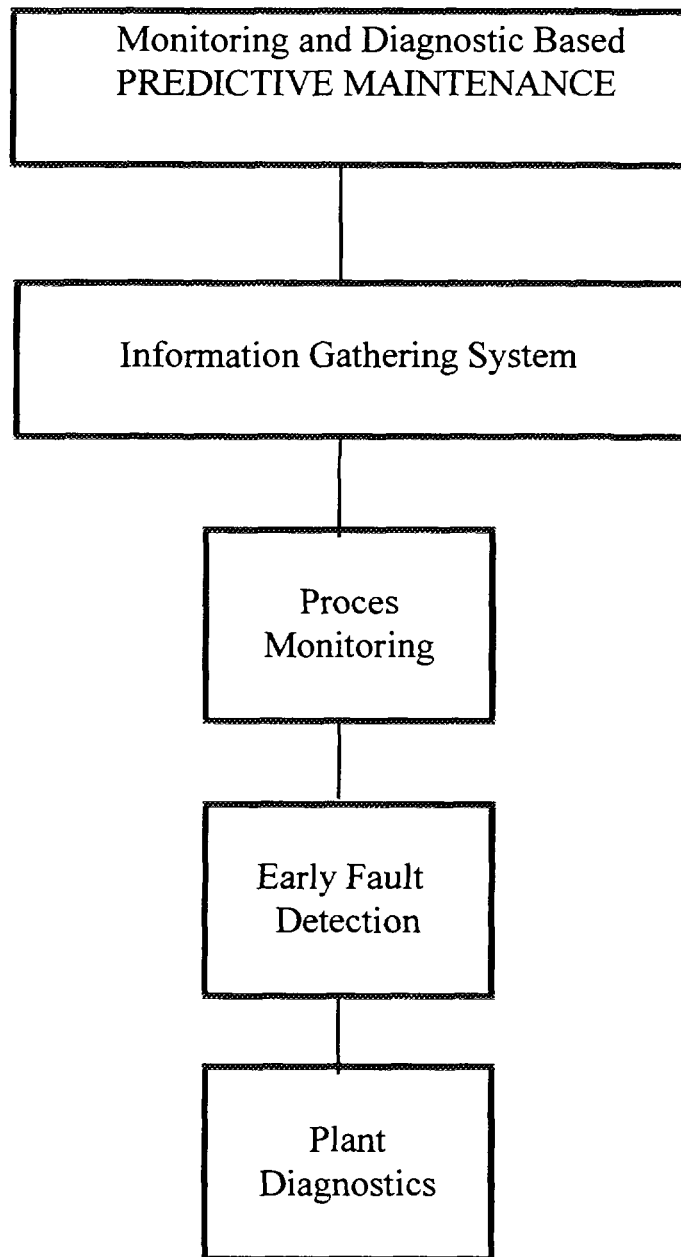 Monitoring and Diagnostic Based
PREDICTIVE MAINTENANCE
Information Gathering System
Proces
Monitoring
Early Fault
Detection
Plant
Diagnostics